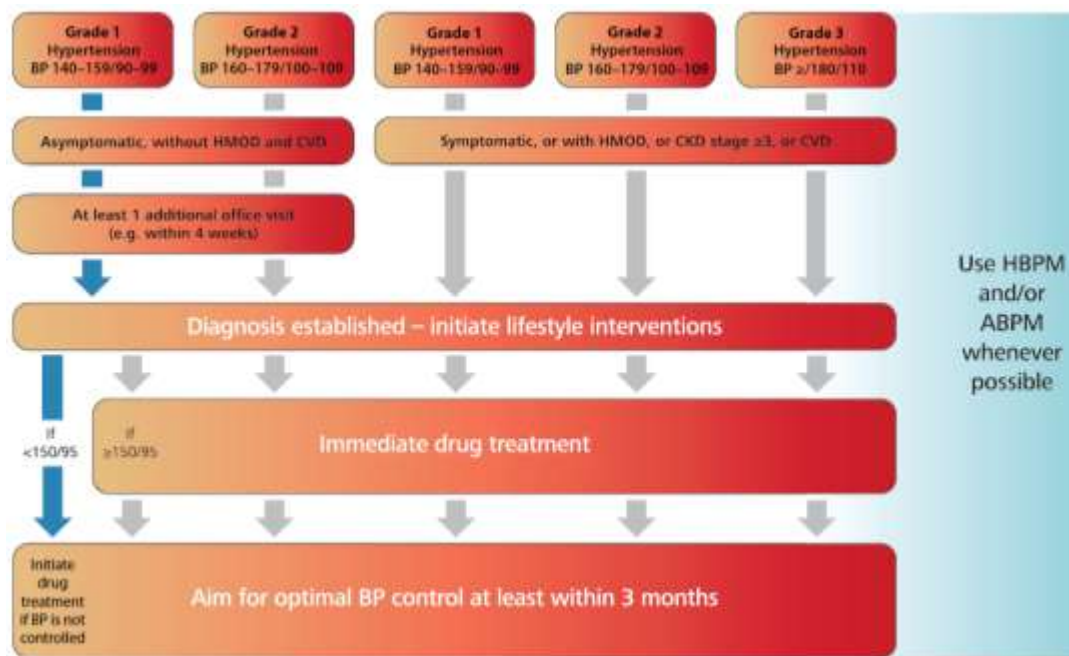 Grade 1
Hypertension
BP 140–159/90–99
Grade 2
Hypertension
BP 160–179/100–109
Grade 1
Hypertension
BP 140–159/90–99
Grade 2
Hypertension
BP 160–179/100–109
Grade 3
Hypertension
BP ≥/180/110
Asymptomatic, without HMOD and CVD
Symptomatic, or with HMOD, or CKD stage ≥3, or CVD
At least 1 additional office visit
(e.g. within 4 weeks)
Use HBPM
and/or
ABPM
whenever
possible
Diagnosis established – initiate lifestyle interventions
If
<150/95
If
≥150/95
Immediate drug treatment
Initiate
drug
treatment
if BP is not
controlled
Aim for optimal BP control at least within 3 months